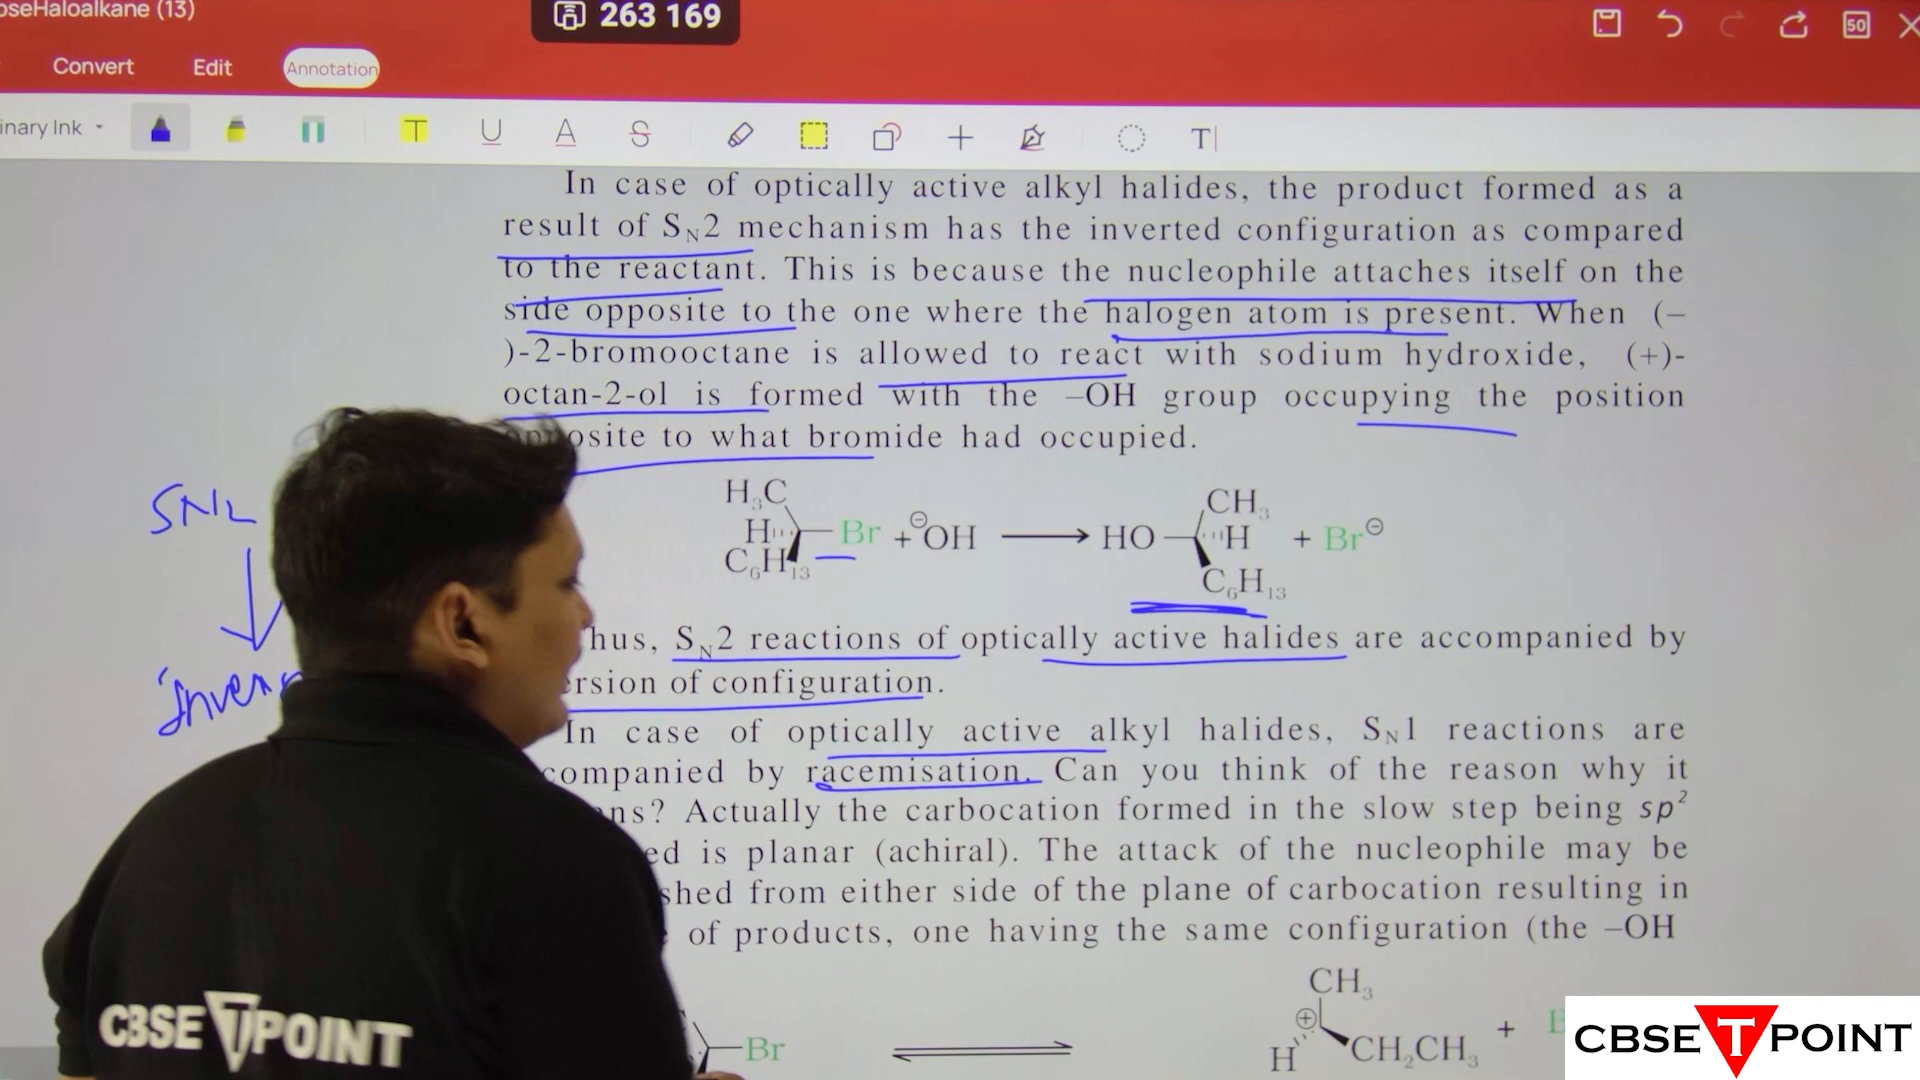 oseHaloalkane (13)
263 169
50
Convert Edit Annotation
inary Ink
T U A S T
In case of optically active alkyl halides, the product formed as a
result of SN2 mechanism has the inverted configuration as compared
to the reactant. This is because the nucleophile attaches itself on the
side opposite to the one where the halogen atom is present. When (–
)-2-bromooctane is allowed to react with sodium hydroxide, (+)-
octan-2-ol is formed with the –OH group occupying the position
opposite to what bromide had occupied.
SN2
H₃C
H Br + ⊖OH ⟶ HO CH₃ H + Br⊖
C₆H₁₃ C₆H₁₃
hus, SN2 reactions of optically active halides are accompanied by
ersion of configuration.
Inver
In case of optically active alkyl halides, SN1 reactions are
companied by racemisation. Can you think of the reason why it
ns? Actually the carbocation formed in the slow step being sp²
ed is planar (achiral). The attack of the nucleophile may be
shed from either side of the plane of carbocation resulting in
of products, one having the same configuration (the –OH
CH₃
Br ⇌ ⊕ +
H CH₂CH₃
CBSE POINT
CBSE T POINT